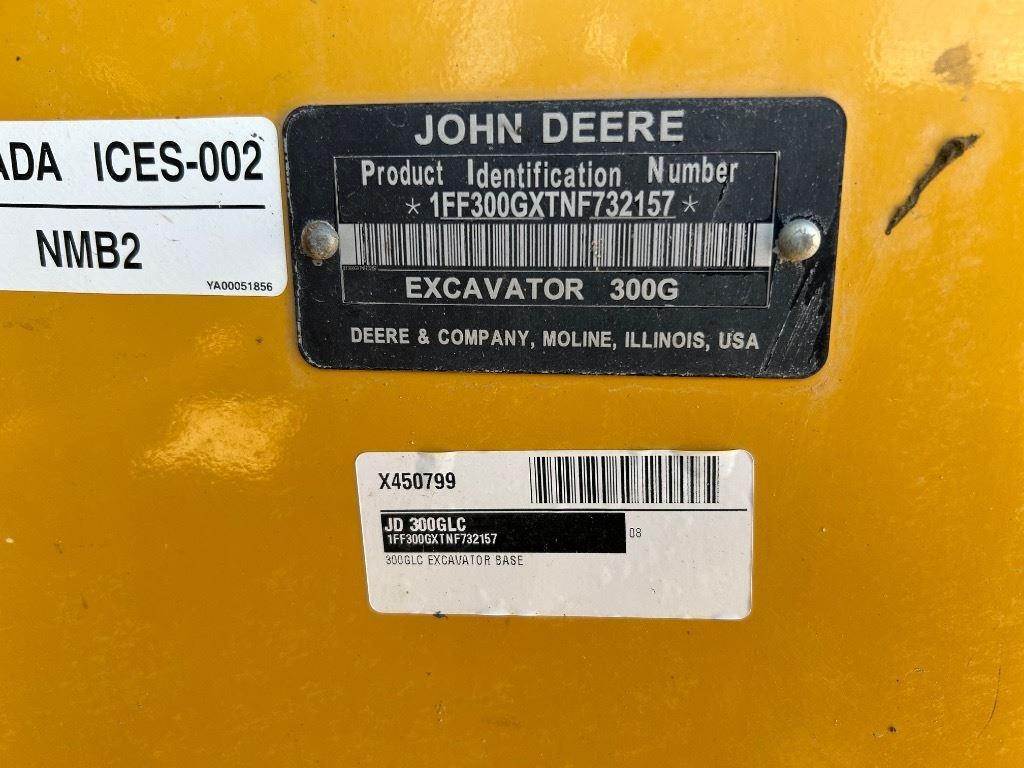 ADA ICES-002
NMB2
YA00051856
JOHN DEERE
Product Identification Number
* 1FF300GXTNF732157 *
EXCAVATOR 300G
DEERE & COMPANY, MOLINE, ILLINOIS, USA
X450799
JD 300GLC
1FF300GXTNF732157
08
300GLC EXCAVATOR BASE